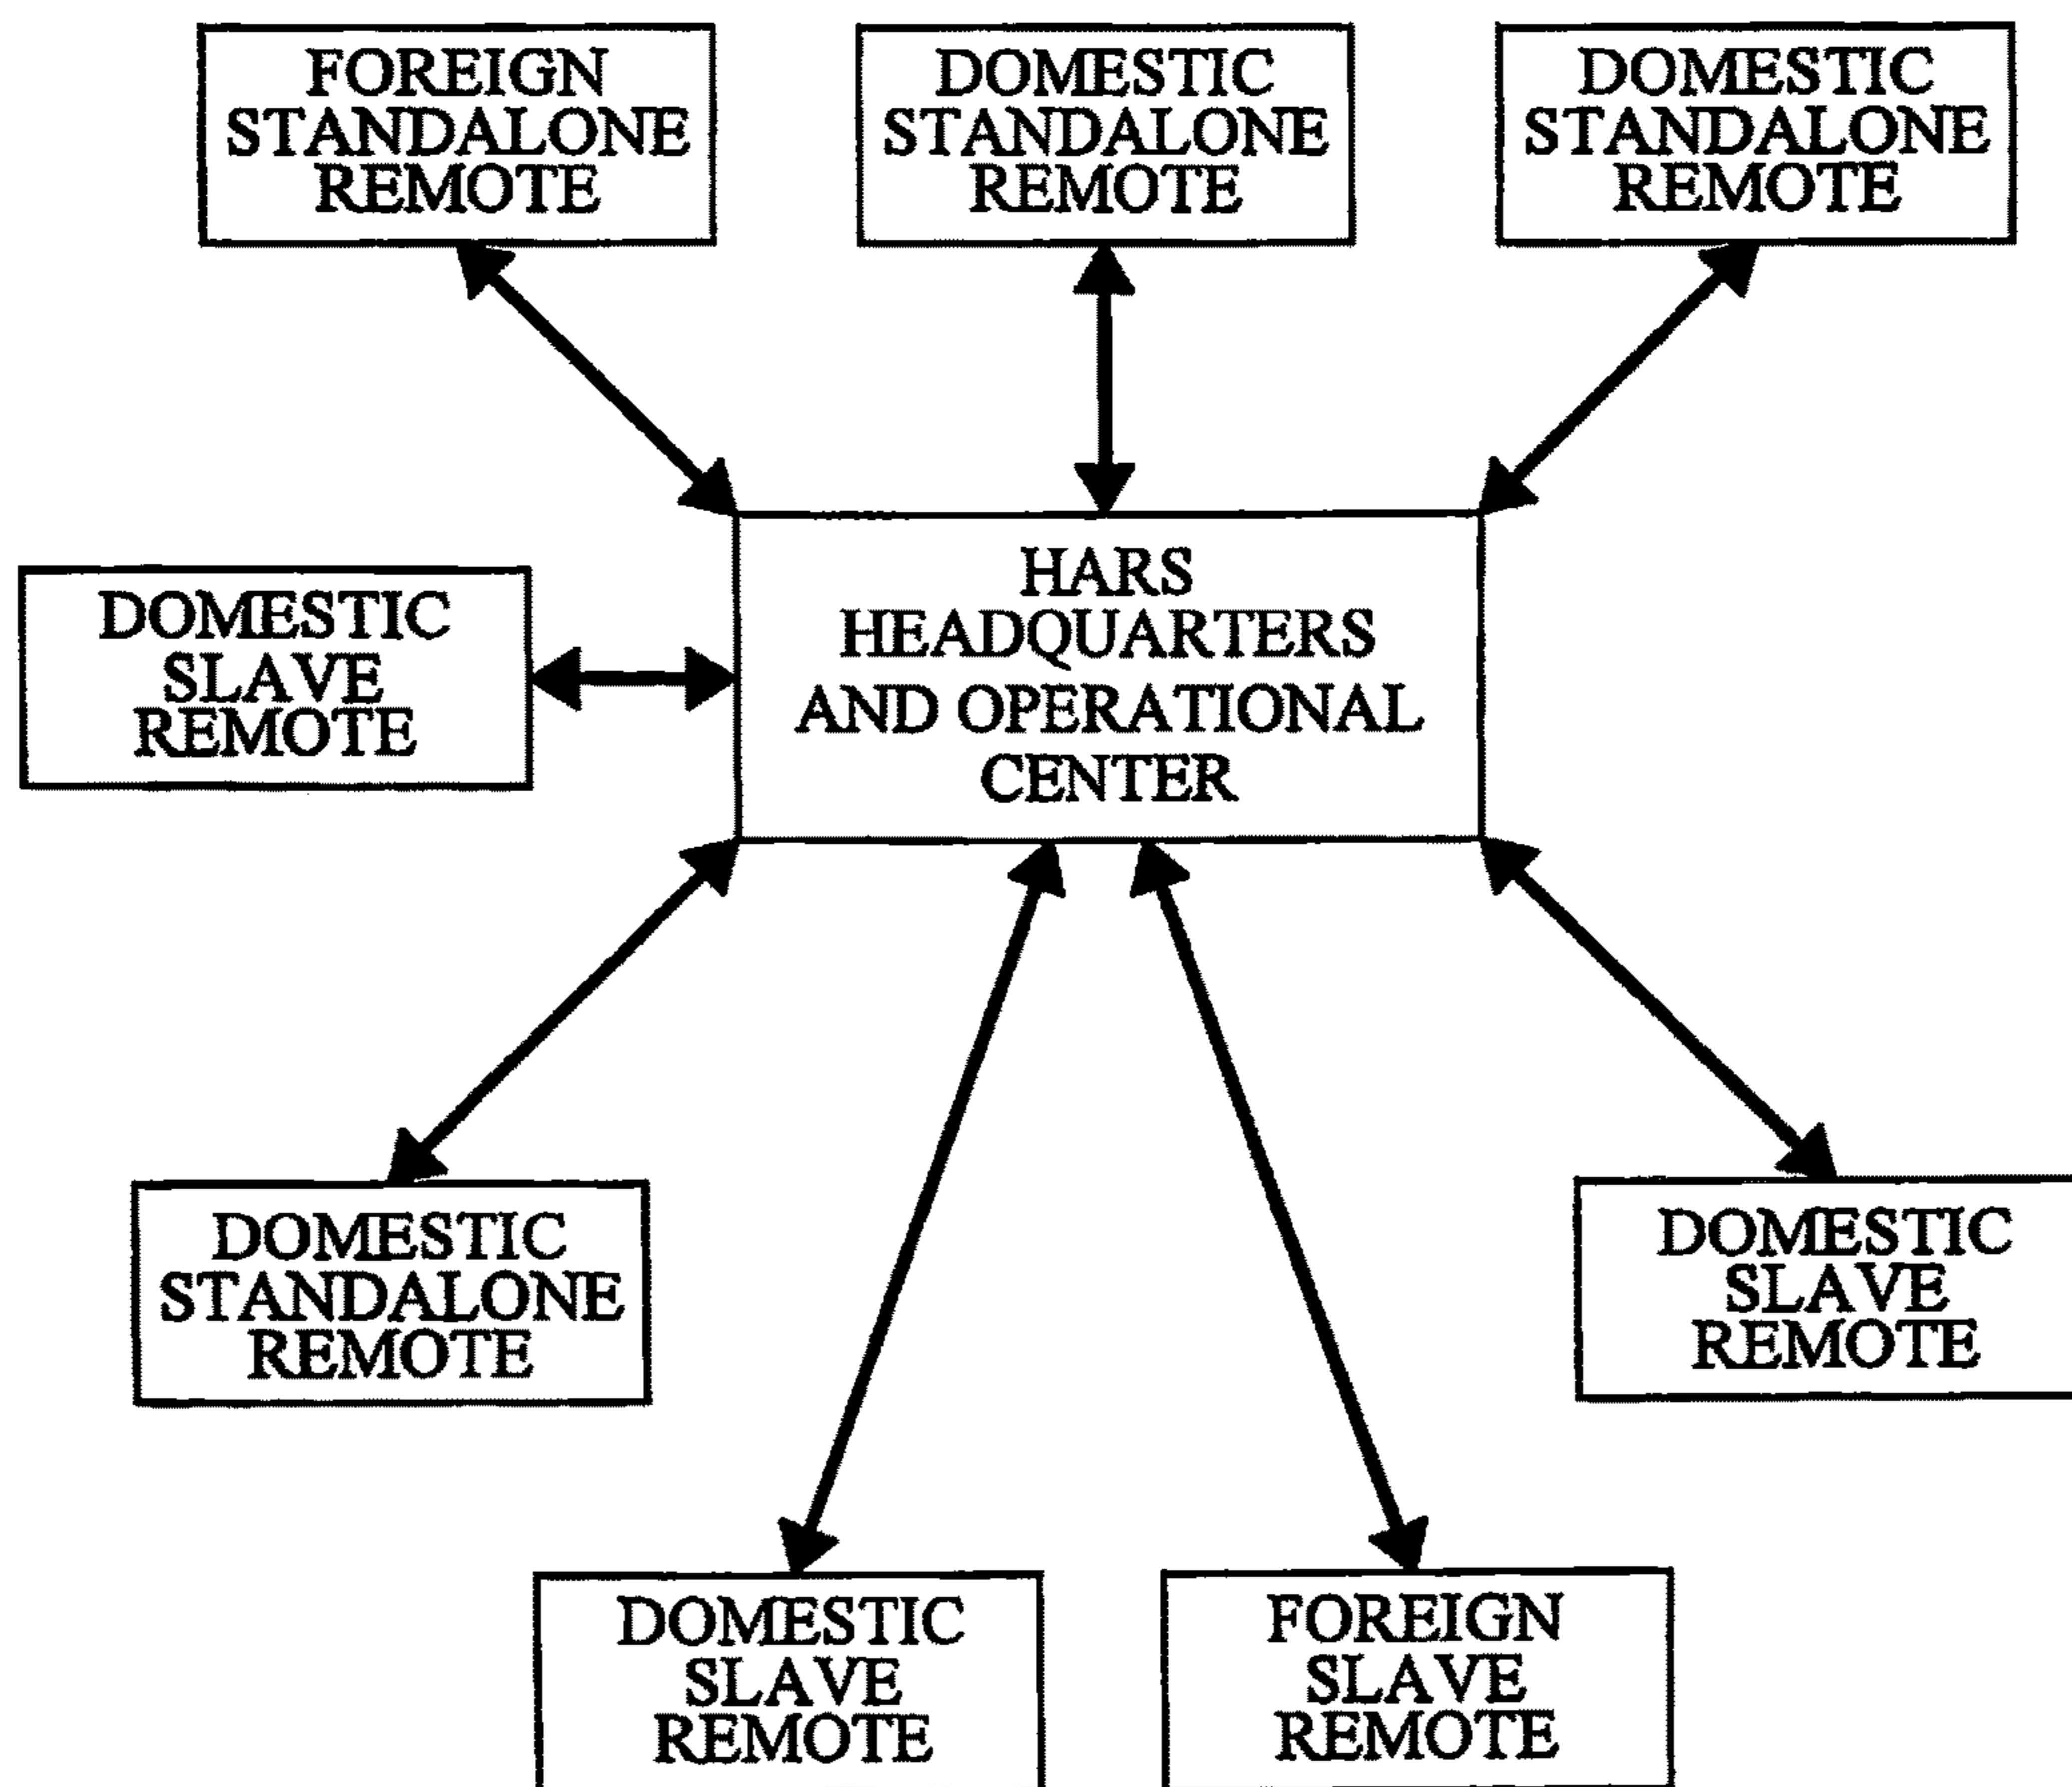 FOREIGN
STANDALONE
REMOTE
DOMESTIC
STANDALONE
REMOTE
DOMESTIC
STANDALONE
REMOTE
HARS
HEADQUARTERS
AND OPERATIONAL
CENTER
DOMESTIC
SLAVE
REMOTE
DOMESTIC
STANDALONE
REMOTE
DOMESTIC
SLAVE
REMOTE
DOMESTIC
SLAVE
REMOTE
FOREIGN
SLAVE
REMOTE